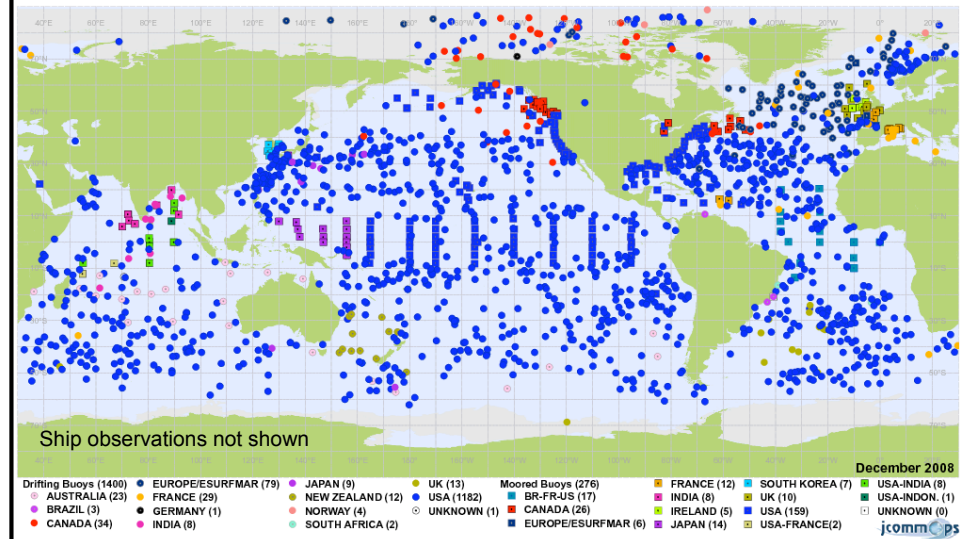 Ship observations not shown
40°E 60°E 80°E 100°E 120°E 140°E 160°E 160°W 140°W 120°W 100°W 80°W 60°W 40°W 20°W 0° 20°E
December 2008
Drifting Buoys (1400)
AUSTRALIA (23)
BRAZIL (3)
CANADA (34)
EUROPE/ESURFMAR (79)
FRANCE (29)
GERMANY (1)
INDIA (8)
JAPAN (9)
NEW ZEALAND (12)
NORWAY (4)
SOUTH AFRICA (2)
UK (13)
USA (1182)
UNKNOWN (1)
Moored Buoys (276)
BR-FR-US (17)
CANADA (26)
EUROPE/ESURFMAR (6)
FRANCE (12)
INDIA (8)
IRELAND (5)
JAPAN (14)
SOUTH KOREA (7)
UK (10)
USA (159)
USA-FRANCE(2)
USA-INDIA (8)
USA-INDON. (1)
UNKNOWN (0)
jcommOps